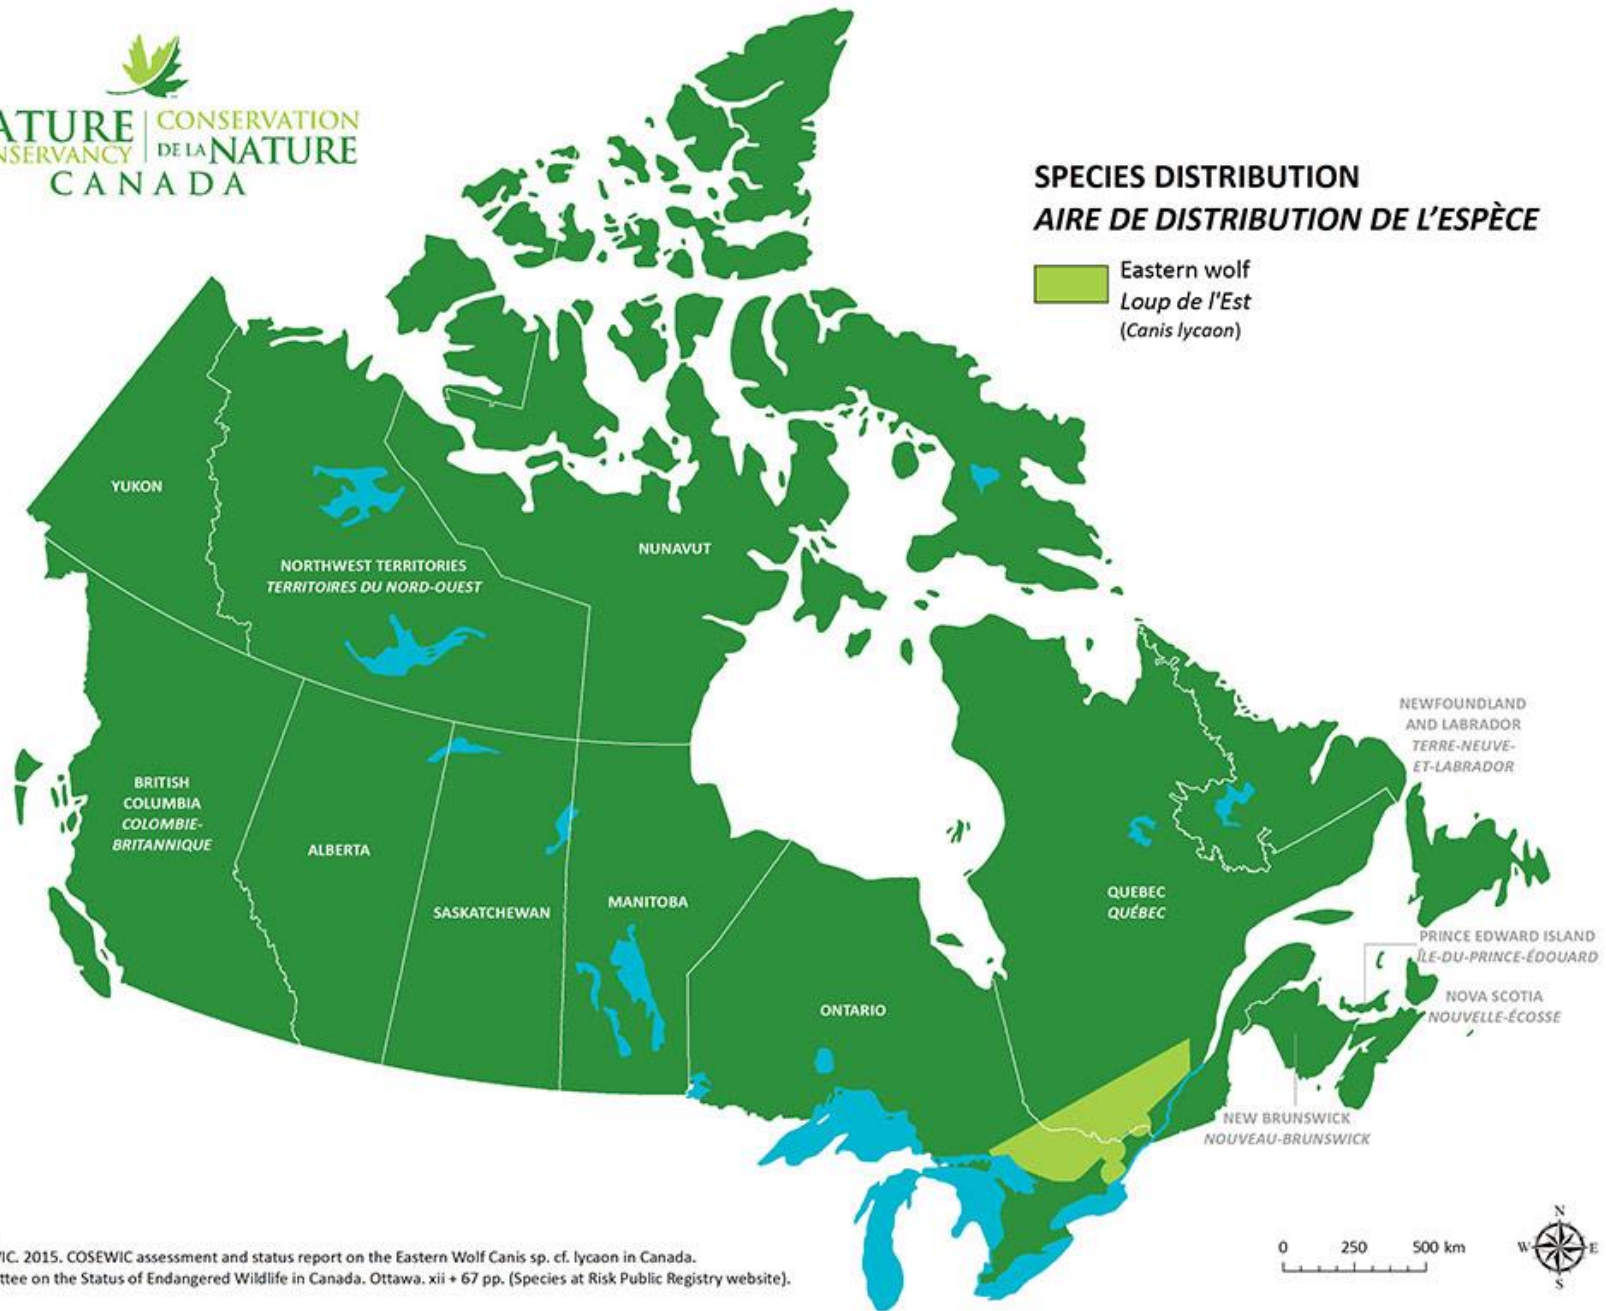 ATURE
NSERVANCY
CONSERVATION
DE LA NATURE
CANADA
SPECIES DISTRIBUTION
AIRE DE DISTRIBUTION DE L'ESPÈCE
Eastern wolf
Loup de l'Est
(Canis lycaon)
YUKON
NORTHWEST TERRITORIES
TERRITOIRES DU NORD-OUEST
NUNAVUT
BRITISH
COLUMBIA
COLOMBIE-
BRITANNIQUE
ALBERTA
SASKATCHEWAN
MANITOBA
ONTARIO
QUEBEC
QUÉBEC
NEWFOUNDLAND
AND LABRADOR
TERRE-NEUVE-
ET-LABRADOR
PRINCE EDWARD ISLAND
ÎLE-DU-PRINCE-ÉDOUARD
NOVA SCOTIA
NOUVELLE-ÉCOSSE
NEW BRUNSWICK
NOUVEAU-BRUNSWICK
IC. 2015. COSEWIC assessment and status report on the Eastern Wolf Canis sp. cf. lycaon in Canada.
ttee on the Status of Endangered Wildlife in Canada. Ottawa. xii + 67 pp. (Species at Risk Public Registry website).
0 250 500 km
N
W E
S